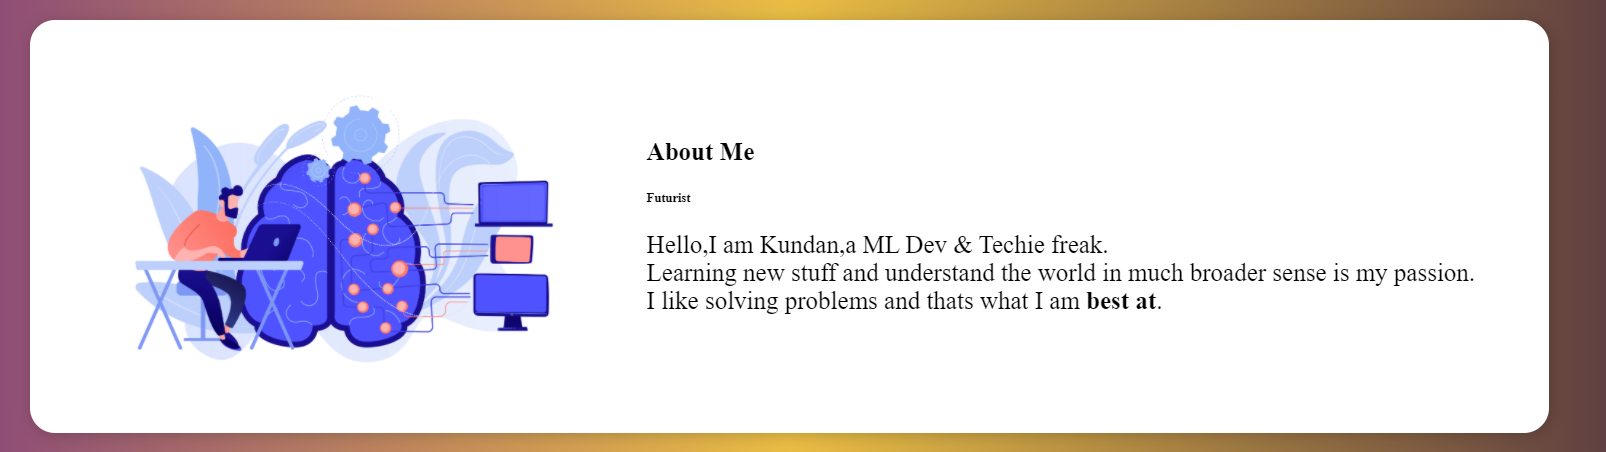 About Me
Futurist
Hello,I am Kundan,a ML Dev & Techie freak.
Learning new stuff and understand the world in much broader sense is my passion.
I like solving problems and thats what I am best at.